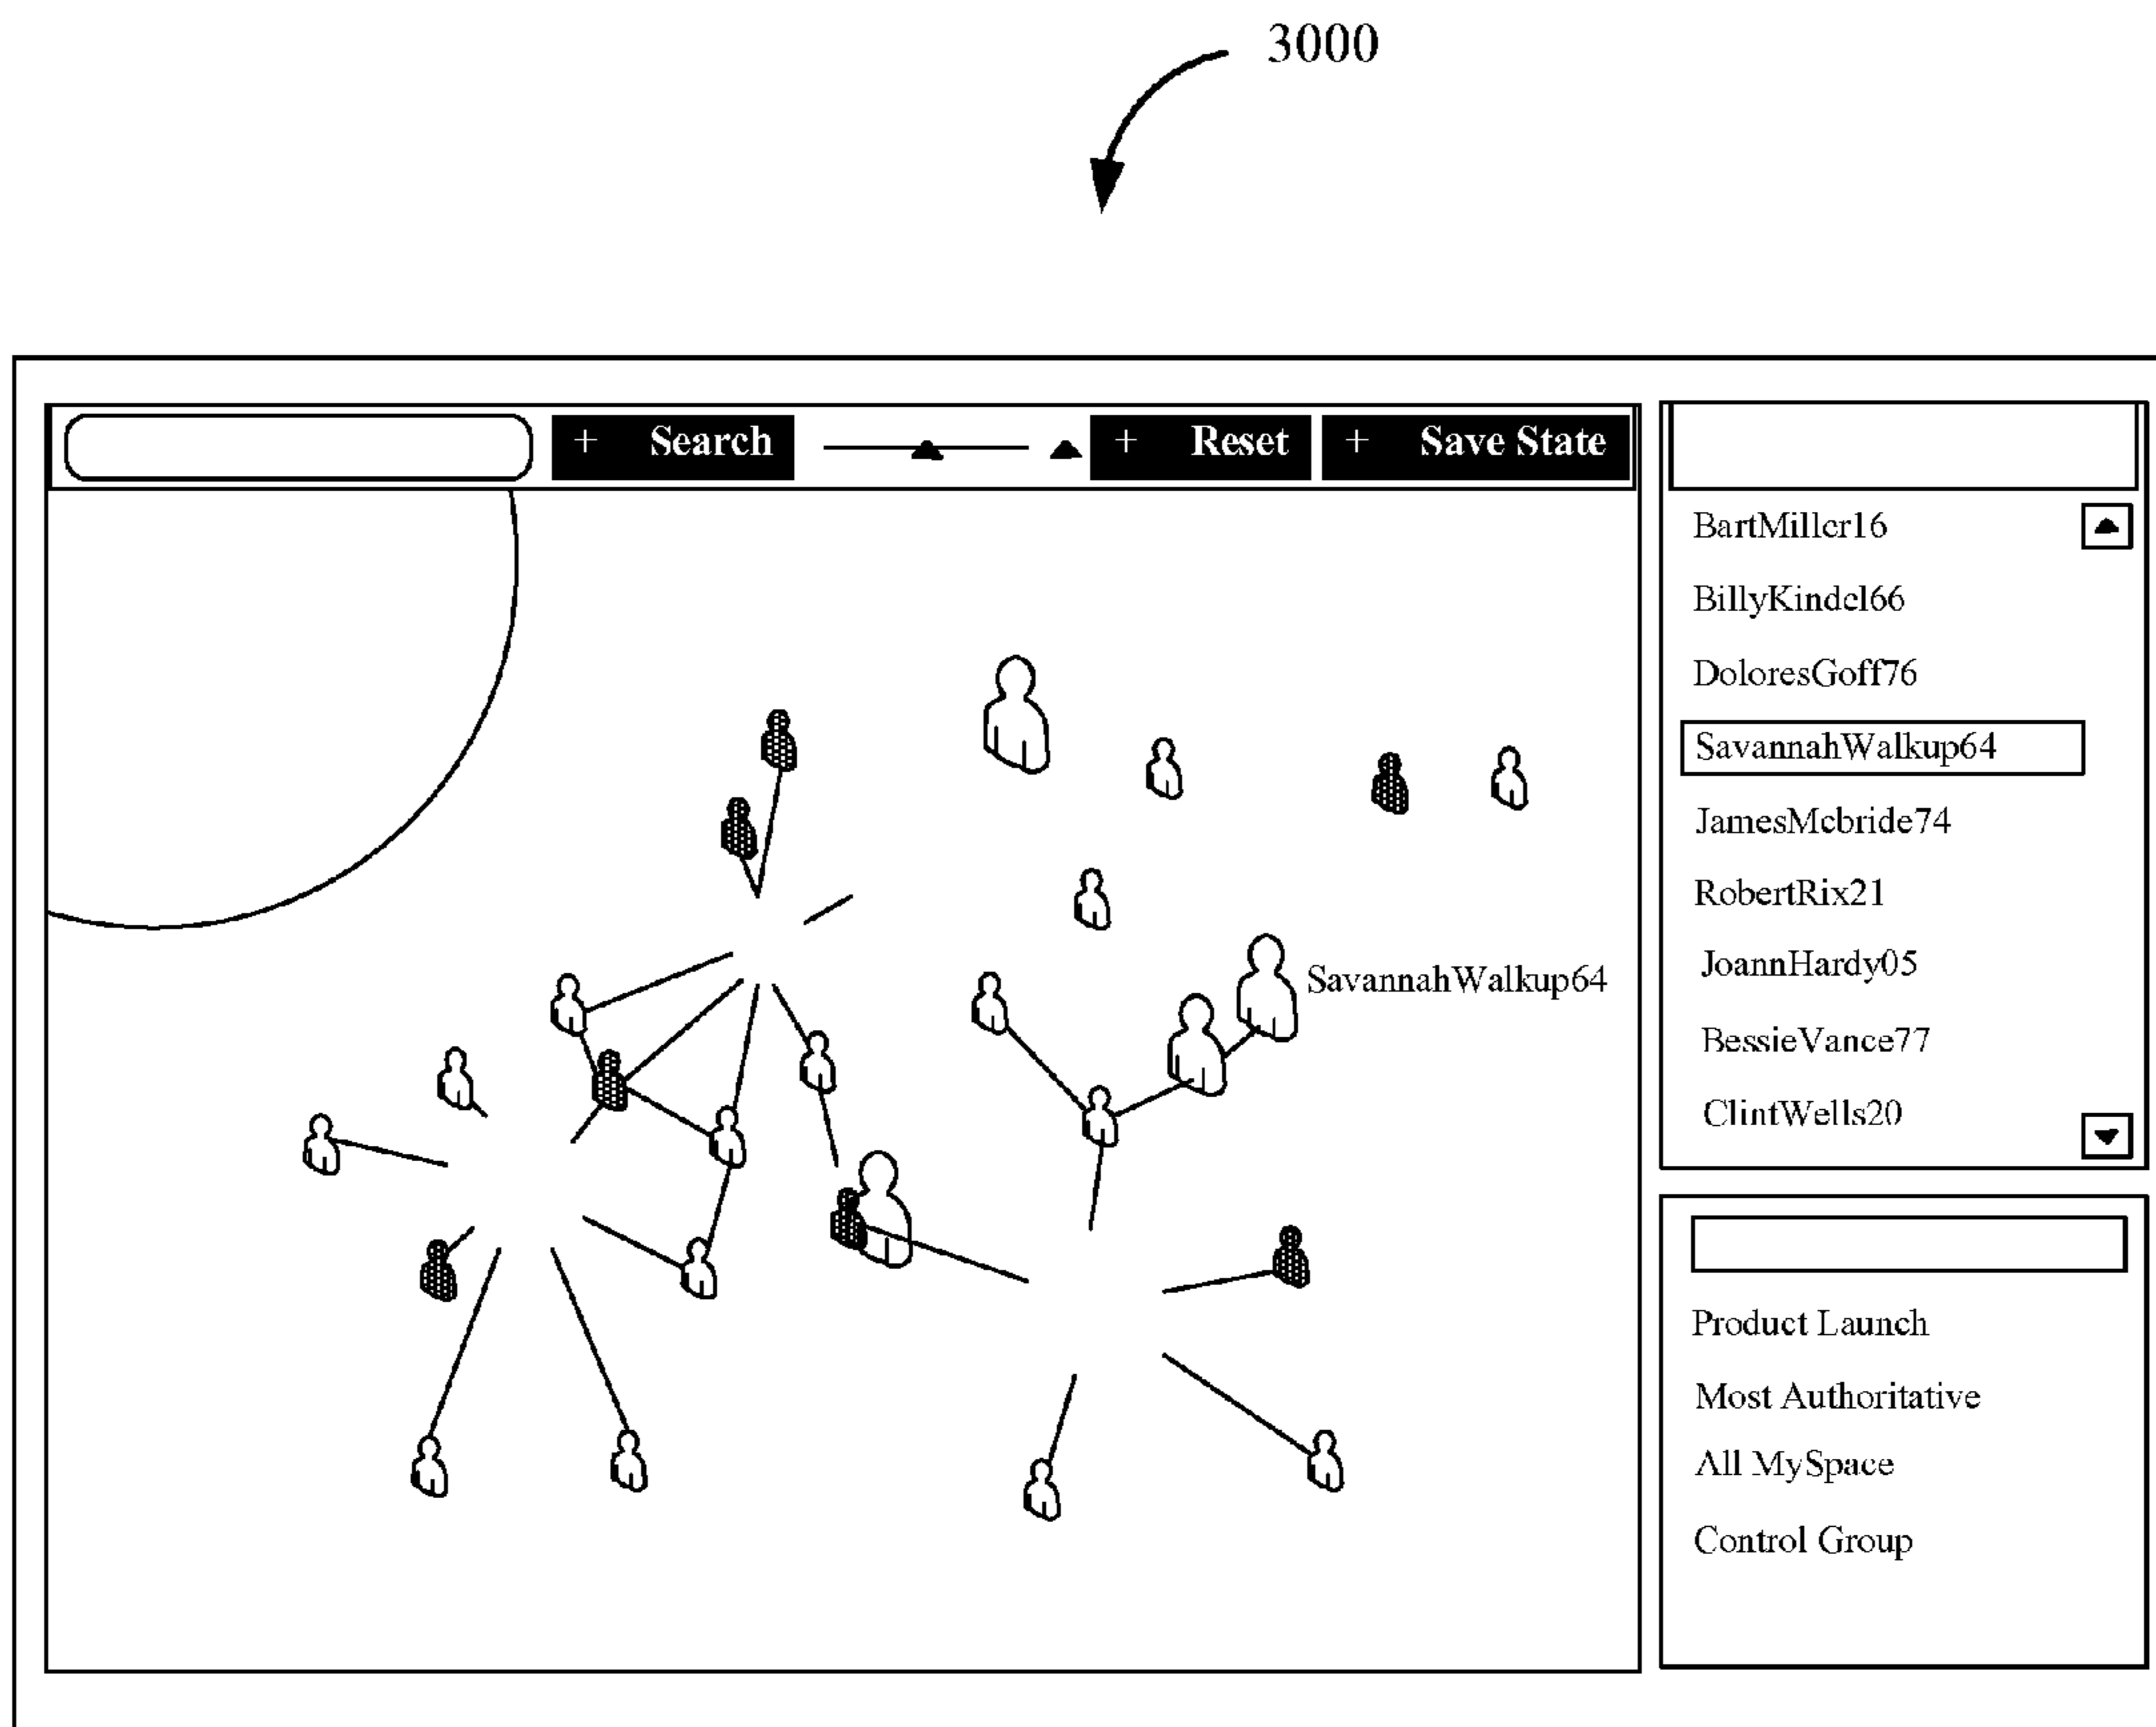 3000
+ Search
+ Reset
+ Save State
BartMiller16
BillyKindel66
DoloresGoff76
SavannahWalkup64
JamesMcbride74
RobertRix21
JoannHardy05
BessieVance77
ClintWells20
SavannahWalkup64
Product Launch
Most Authoritative
All MySpace
Control Group